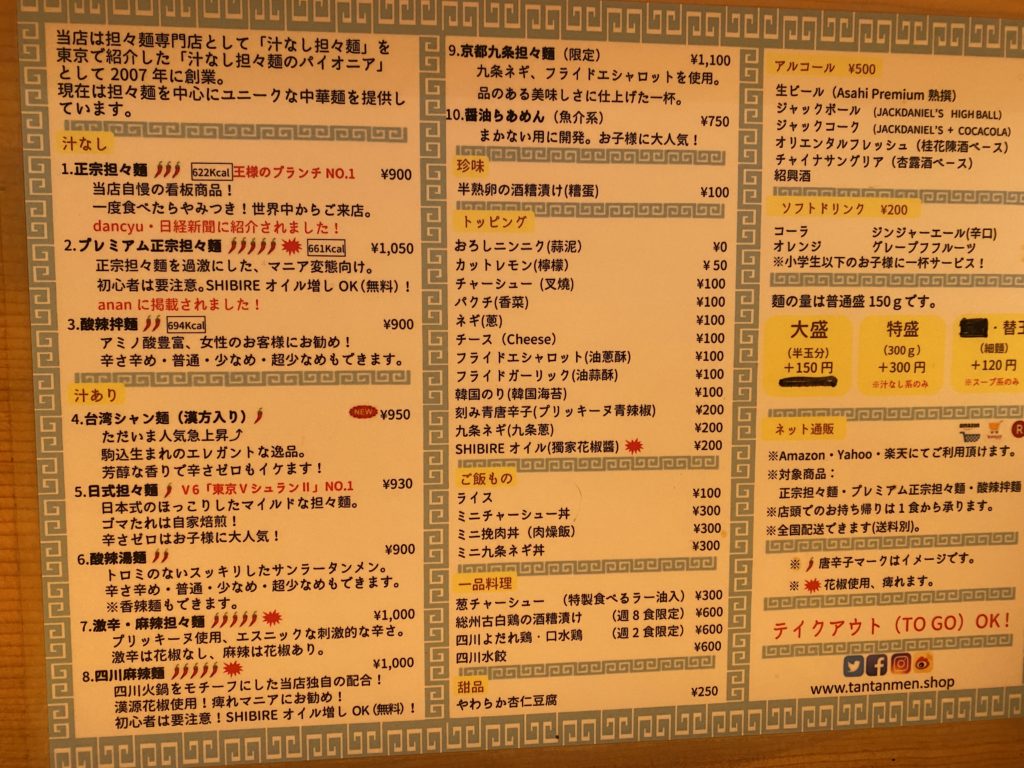 当店は担々麺専門店として「汁なし担々麺」を
東京で紹介した「汁なし担々麺のパイオニア」
として 2007 年に創業。
現在は担々麺を中心にユニークな中華麺を提供し
ています。
汁なし
1.正宗担々麺 622Kcal 王様のブランチ NO.1 ¥900
当店自慢の看板商品！
一度食べたらやみつき！世界中からご来店。
dancyu・日経新聞に紹介されました！
2.プレミアム正宗担々麺 661Kcal ¥1,050
正宗担々麺を過激にした、マニア変態向け。
初心者は要注意。SHIBIRE オイル増し OK（無料）！
anan に掲載されました！
3.酸辣拌麺 694Kcal ¥900
アミノ酸豊富、女性のお客様にお勧め！
辛さ辛め・普通・少なめ・超少なめもできます。
汁あり
4.台湾シャン麺（漢方入り） NEW ¥950
ただいま人気急上昇⤴
駒込生まれのエレガントな逸品。
芳醇な香りで辛さゼロもイケます！
5.日式担々麺 V6「東京VシュランⅡ」NO.1 ¥930
日本式のほっこりしたマイルドな担々麺。
ゴマたれは自家焙煎！
辛さゼロはお子様に大人気！
6.酸辣湯麺 ¥900
トロミのないスッキリしたサンラータンメン。
辛さ辛め・普通・少なめ・超少なめもできます。
※香辣麺もできます。
7.激辛・麻辣担々麺 ¥1,000
プリッキーヌ使用、エスニックな刺激的な辛さ。
激辛は花椒なし、麻辣は花椒あり。
8.四川麻辣麺 ¥1,000
四川火鍋をモチーフにした当店独自の配合！
漢源花椒使用！痺れマニアにお勧め！
初心者は要注意！SHIBIRE オイル増し OK（無料）！
9.京都九条担々麺（限定） ¥1,100
九条ネギ、フライドエシャロットを使用。
品のある美味しさに仕上げた一杯。
10.醤油らあめん（魚介系） ¥750
まかない用に開発。お子様に大人気！
珍味
半熟卵の酒糟漬け(糟蛋) ¥100
トッピング
おろしニンニク(蒜泥) ¥0
カットレモン(檸檬) ¥50
チャーシュー (叉燒) ¥100
パクチ(香菜) ¥100
ネギ(蔥) ¥100
チース（Cheese） ¥100
フライドエシャロット(油蔥酥) ¥100
フライドガーリック(油蒜酥) ¥100
韓国のり(韓国海苔) ¥100
刻み青唐辛子(プリッキーヌ青辣椒) ¥200
九条ネギ(九条蔥) ¥200
SHIBIRE オイル(獨家花椒醬) ¥200
ご飯もの
ライス ¥100
ミニチャーシュー丼 ¥300
ミニ挽肉丼（肉燥飯） ¥300
ミニ九条ネギ丼 ¥300
一品料理
葱チャーシュー （特製食べるラー油入） ¥300
総州古白鶏の酒糟漬け （週 8 食限定） ¥600
四川よだれ鶏・口水鶏 （週 2 食限定） ¥600
四川水餃 ¥600
甜品
やわらか杏仁豆腐 ¥250
アルコール ¥500
生ビール（Asahi Premium 熟撰）
ジャックボール （JACKDANIEL'S HIGH BALL）
ジャックコーク （JACKDANIEL'S + COCACOLA）
オリエンタルフレッシュ（桂花陳酒ベース）
チャイナサングリア（杏露酒ベース）
紹興酒
ソフトドリンク ¥200
コーラ ジンジャーエール(辛口)
オレンジ グレープフフルーツ
※小学生以下のお子様に一杯サービス！
麺の量は普通盛 150ｇです。
大盛
（半玉分）
＋150 円
特盛
（300ｇ）
＋300 円
※汁なし系のみ
・替玉
（細麺）
＋120 円
※スープ系のみ
ネット通販
amazon
※Amazon・Yahoo・楽天にてご利用頂けます。
※対象商品：
正宗担々麺・プレミアム正宗担々麺・酸辣拌麺
※店頭でのお持ち帰りは 1 食から承ります。
※全国配送できます(送料別)。
※ 唐辛子マークはイメージです。
※ 花椒使用、痺れます。
テイクアウト（TO GO）OK！
www.tantanmen.shop